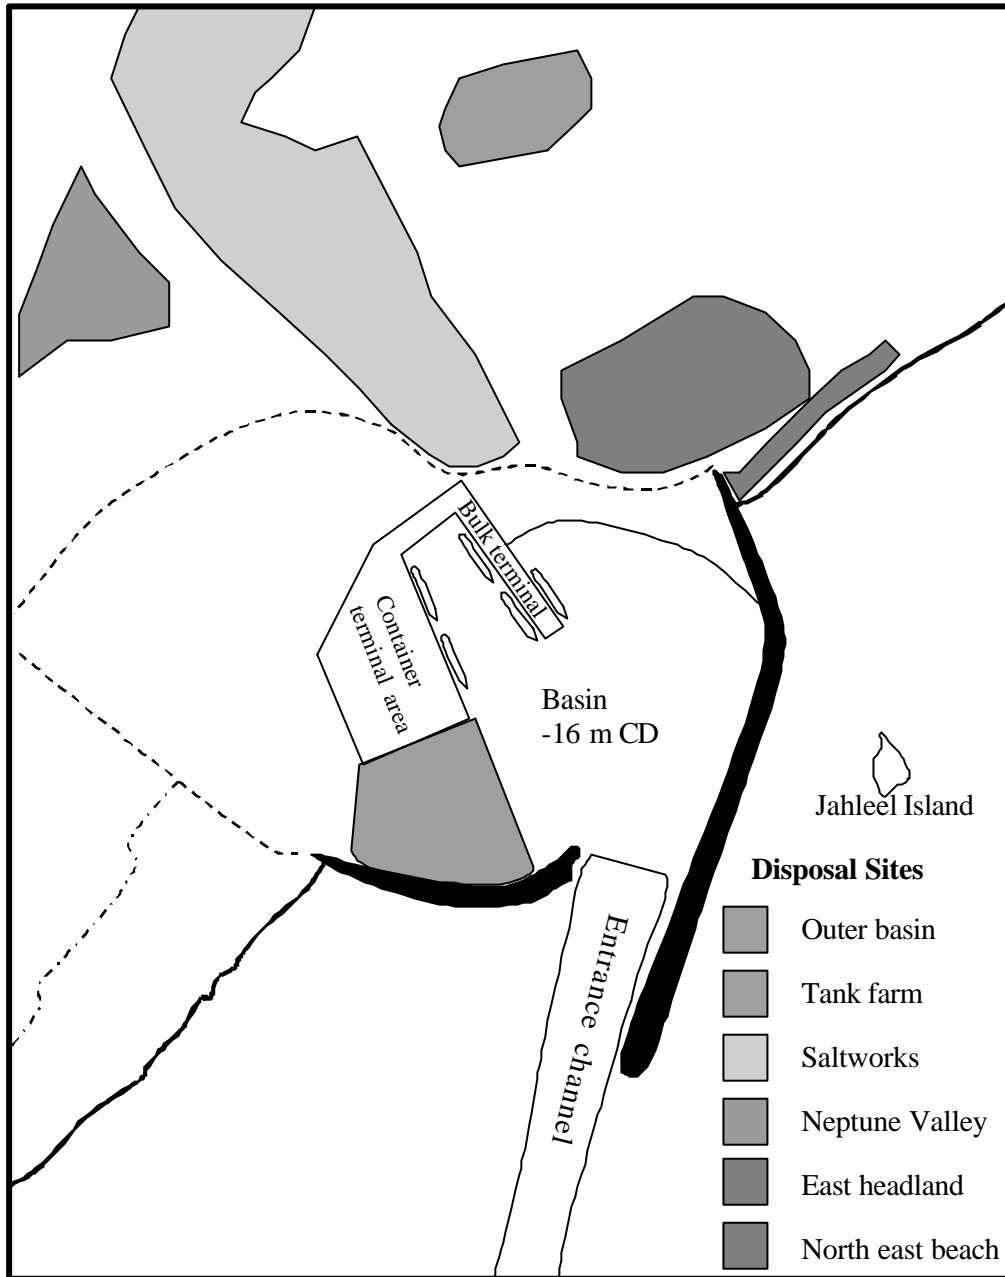 Bulk terminal
Container
terminal area
Basin
-16 m CD
Jahleel Island
Entrance channel
Disposal Sites
Outer basin
Tank farm
Saltworks
Neptune Valley
East headland
North east beach